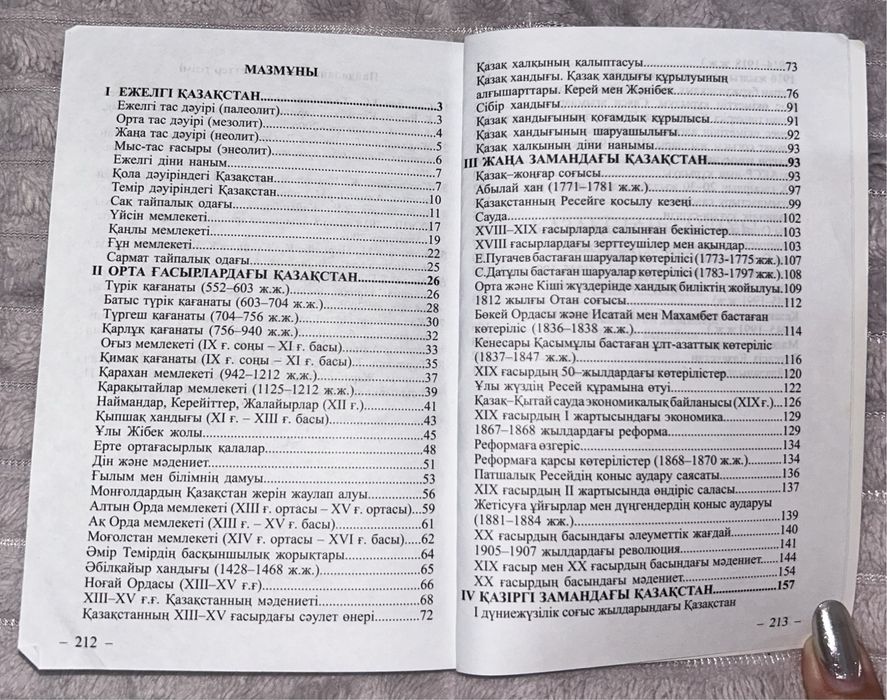 МАЗМҰНЫ
I ЕЖЕЛГІ ҚАЗАҚСТАН...3
Ежелгі тас дәуірі (палеолит)...3
Орта тас дәуірі (мезолит)...4
Жаңа тас дәуірі (неолит)...5
Мыс-тас ғасыры (энеолит)...6
Ежелгі діни наным...7
Қола дәуіріндегі Қазақстан...7
Темір дәуіріндегі Қазақстан...10
Сақ тайпалық одағы...11
Үйсін мемлекеті...17
Қаңлы мемлекеті...19
Ғұн мемлекеті...22
Сармат тайпалық одағы...25
II ОРТА ҒАСЫРЛАРДАҒЫ ҚАЗАҚСТАН...26
Түрік қағанаты (552–603 ж.ж.)...26
Батыс түрік қағанаты (603–704 ж.ж.)...28
Түргеш қағанаты (704–756 ж.ж.)...30
Қарлұқ қағанаты (756–940 ж.ж.)...32
Оғыз мемлекеті (IX ғ. соңы – XI ғ. басы)...33
Қимақ қағанаты (IX ғ. соңы – XI ғ. басы)...35
Қарахан мемлекеті (942–1212 ж.ж.)...37
Қарақытайлар мемлекеті (1125–1212 ж.ж.)...39
Наймандар, Керейіттер, Жалайырлар (XII ғ.)...41
Қыпшақ хандығы (XI ғ. – XIII ғ. басы)...43
Ұлы Жібек жолы...45
Ерте ортағасырлық қалалар...48
Дін және мәдениет...51
Ғылым мен білімнің дамуы...53
Монғолдардың Қазақстан жерін жаулап алуы...56
Алтын Орда мемлекеті (XIII ғ. ортасы – XV ғ. ортасы)...59
Ақ Орда мемлекеті (XIII ғ. – XV ғ. басы)...61
Моғолстан мемлекеті (XIV ғ. ортасы – XVI ғ. басы)...62
Әмір Темірдің басқыншылық жорықтары...64
Әбілқайыр хандығы (1428–1468 ж.ж.)...65
Ноғай Ордасы (XIII–XV ғ.ғ)...66
XIII–XV ғ.ғ. Қазақстанның мәдениеті...68
Қазақстанның XIII–XV ғасырдағы сәулет өнері...72
– 212 –
Қазақ халқының қалыптасуы...73
Қазақ хандығы. Қазақ хандығы құрылуының
алғышарттары. Керей мен Жәнібек...76
Сібір хандығы...91
Қазақ хандығының қоғамдық құрылысы...91
Қазақ хандығының шаруашылығы...92
Қазақ халқының діни нанымы...93
III ЖАҢА ЗАМАНДАҒЫ ҚАЗАҚСТАН...93
Қазақ–жоңғар соғысы...95
Абылай хан (1771–1781 ж.ж.)...97
Қазақстанның Ресейге қосылу кезеңі...99
Сауда...102
XVIII–XIX ғасырларда салынған бекіністер...103
XVIII ғасырлардағы зерттеушілер мен ақындар...103
Е.Пугачев бастаған шаруалар көтерілісі (1773-1775 жж.).107
С.Датұлы бастаған шаруалар көтерілісі (1783-1797 жж.).108
Орта және Кіші жүздерінде хандық биліктің жойылуы.109
1812 жылғы Отан соғысы...112
Бөкей Ордасы және Исатай мен Махамбет бастаған
көтеріліс (1836–1838 ж.ж.)...114
Кенесары Қасымұлы бастаған ұлт-азаттық көтеріліс
(1837–1847 ж.ж.)...116
XIX ғасырдың 50–жылдардағы көтерілістер...120
Ұлы жүздің Ресей құрамына өтуі...122
Қазақ–Қытай сауда экономикалық байланысы (XIX ғ.)...126
XIX ғасырдың I жартысындағы экономика...129
1867–1868 жылдардағы реформа...129
Реформаға өзгеріс...134
Реформаға қарсы көтерілістер (1868–1870 ж.ж.)...134
Патшалық Ресейдің қоныс аудару саясаты...136
XIX ғасырдың II жартысында өндіріс саласы...137
Жетісуға ұйғырлар мен дүнгендердің қоныс аударуы
(1881–1884 жж.)...139
XX ғасырдың басындағы әлеуметтік жағдай...140
1905–1907 жылдардағы революция...141
XIX ғасыр мен XX ғасырдың басындағы мәдениет...144
XX ғасырдың басындағы мәдениет...154
IV ҚАЗІРГІ ЗАМАНДАҒЫ ҚАЗАҚСТАН...157
I дүниежүзілік соғыс жылдарындағы Қазақстан
– 213 –